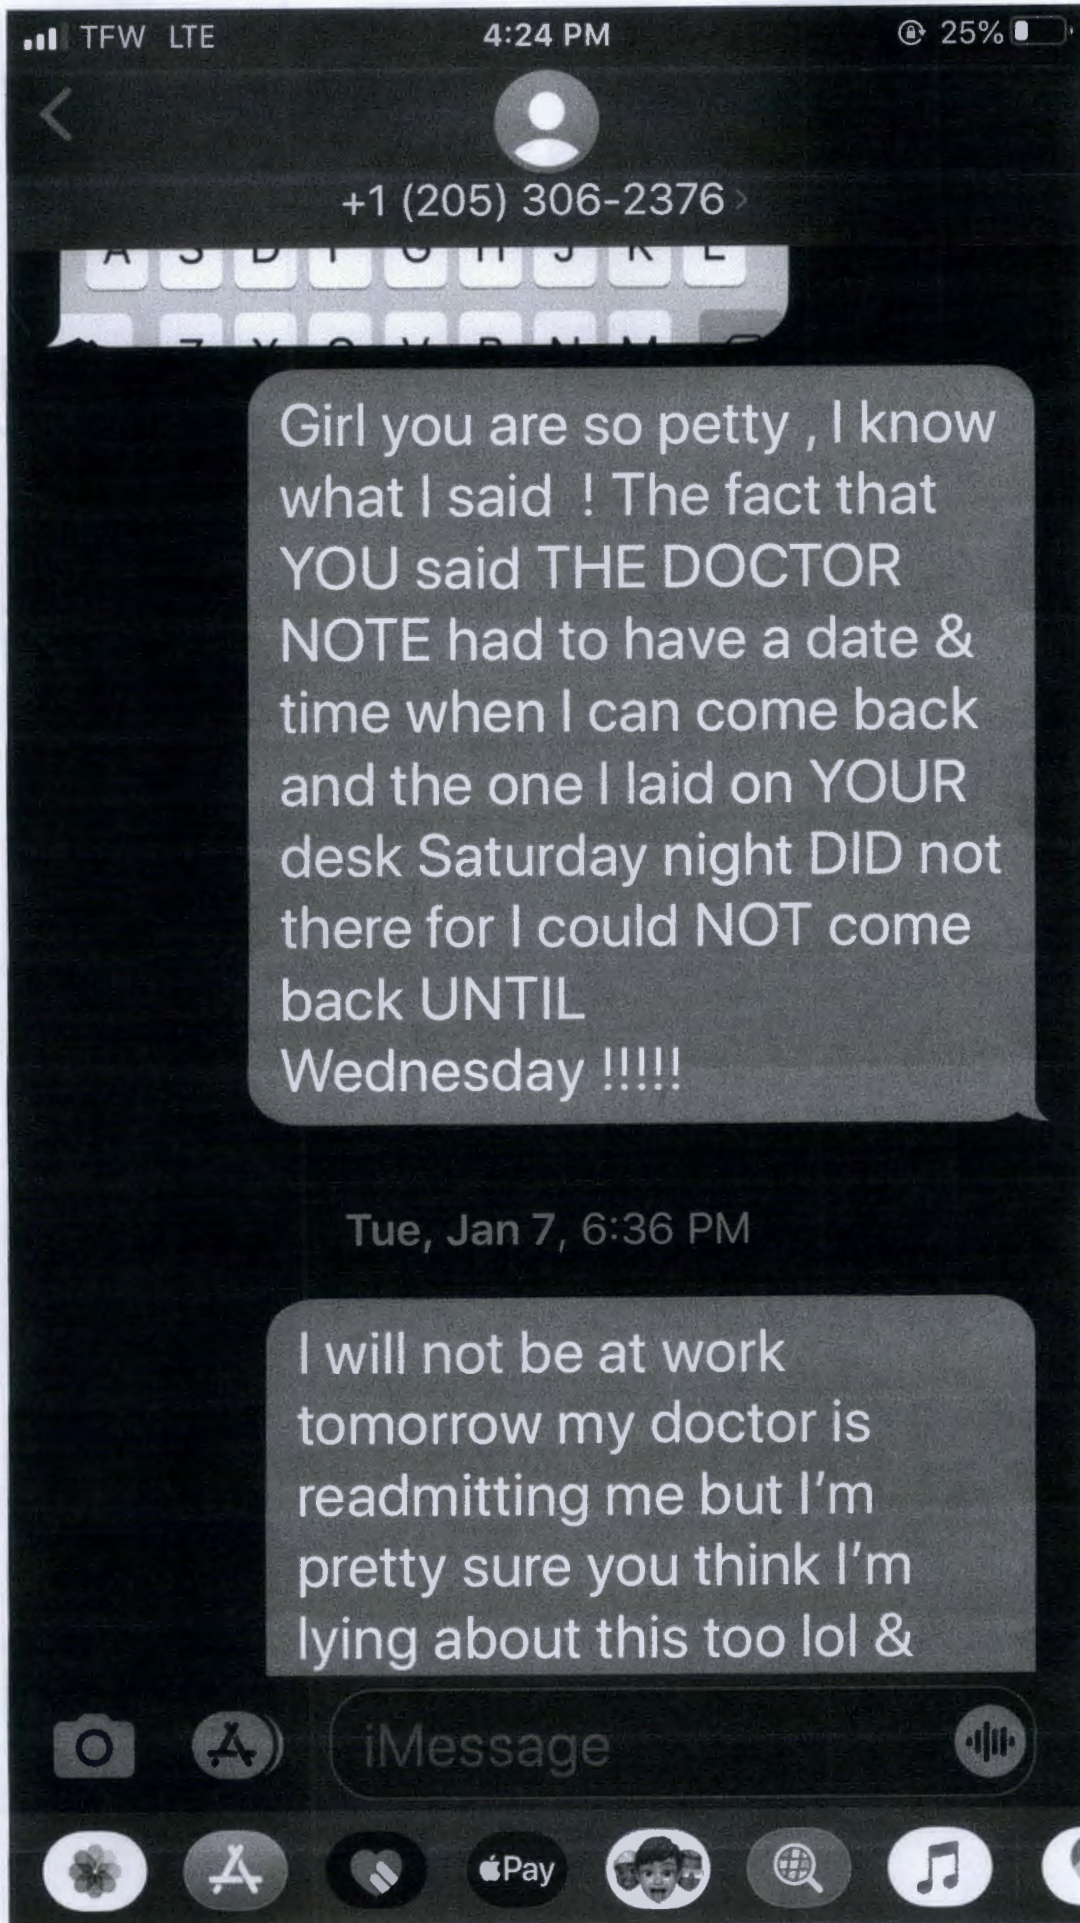 TFW LTE 4:24 PM 25%
+1 (205) 306-2376
A S D F G H J K L
Z X C V B N M
Girl you are so petty , I know
what I said ! The fact that
YOU said THE DOCTOR
NOTE had to have a date &
time when I can come back
and the one I laid on YOUR
desk Saturday night DID not
there for I could NOT come
back UNTIL
Wednesday !!!!!
Tue, Jan 7, 6:36 PM
I will not be at work
tomorrow my doctor is
readmitting me but I'm
pretty sure you think I'm
lying about this too lol &
iMessage
Pay